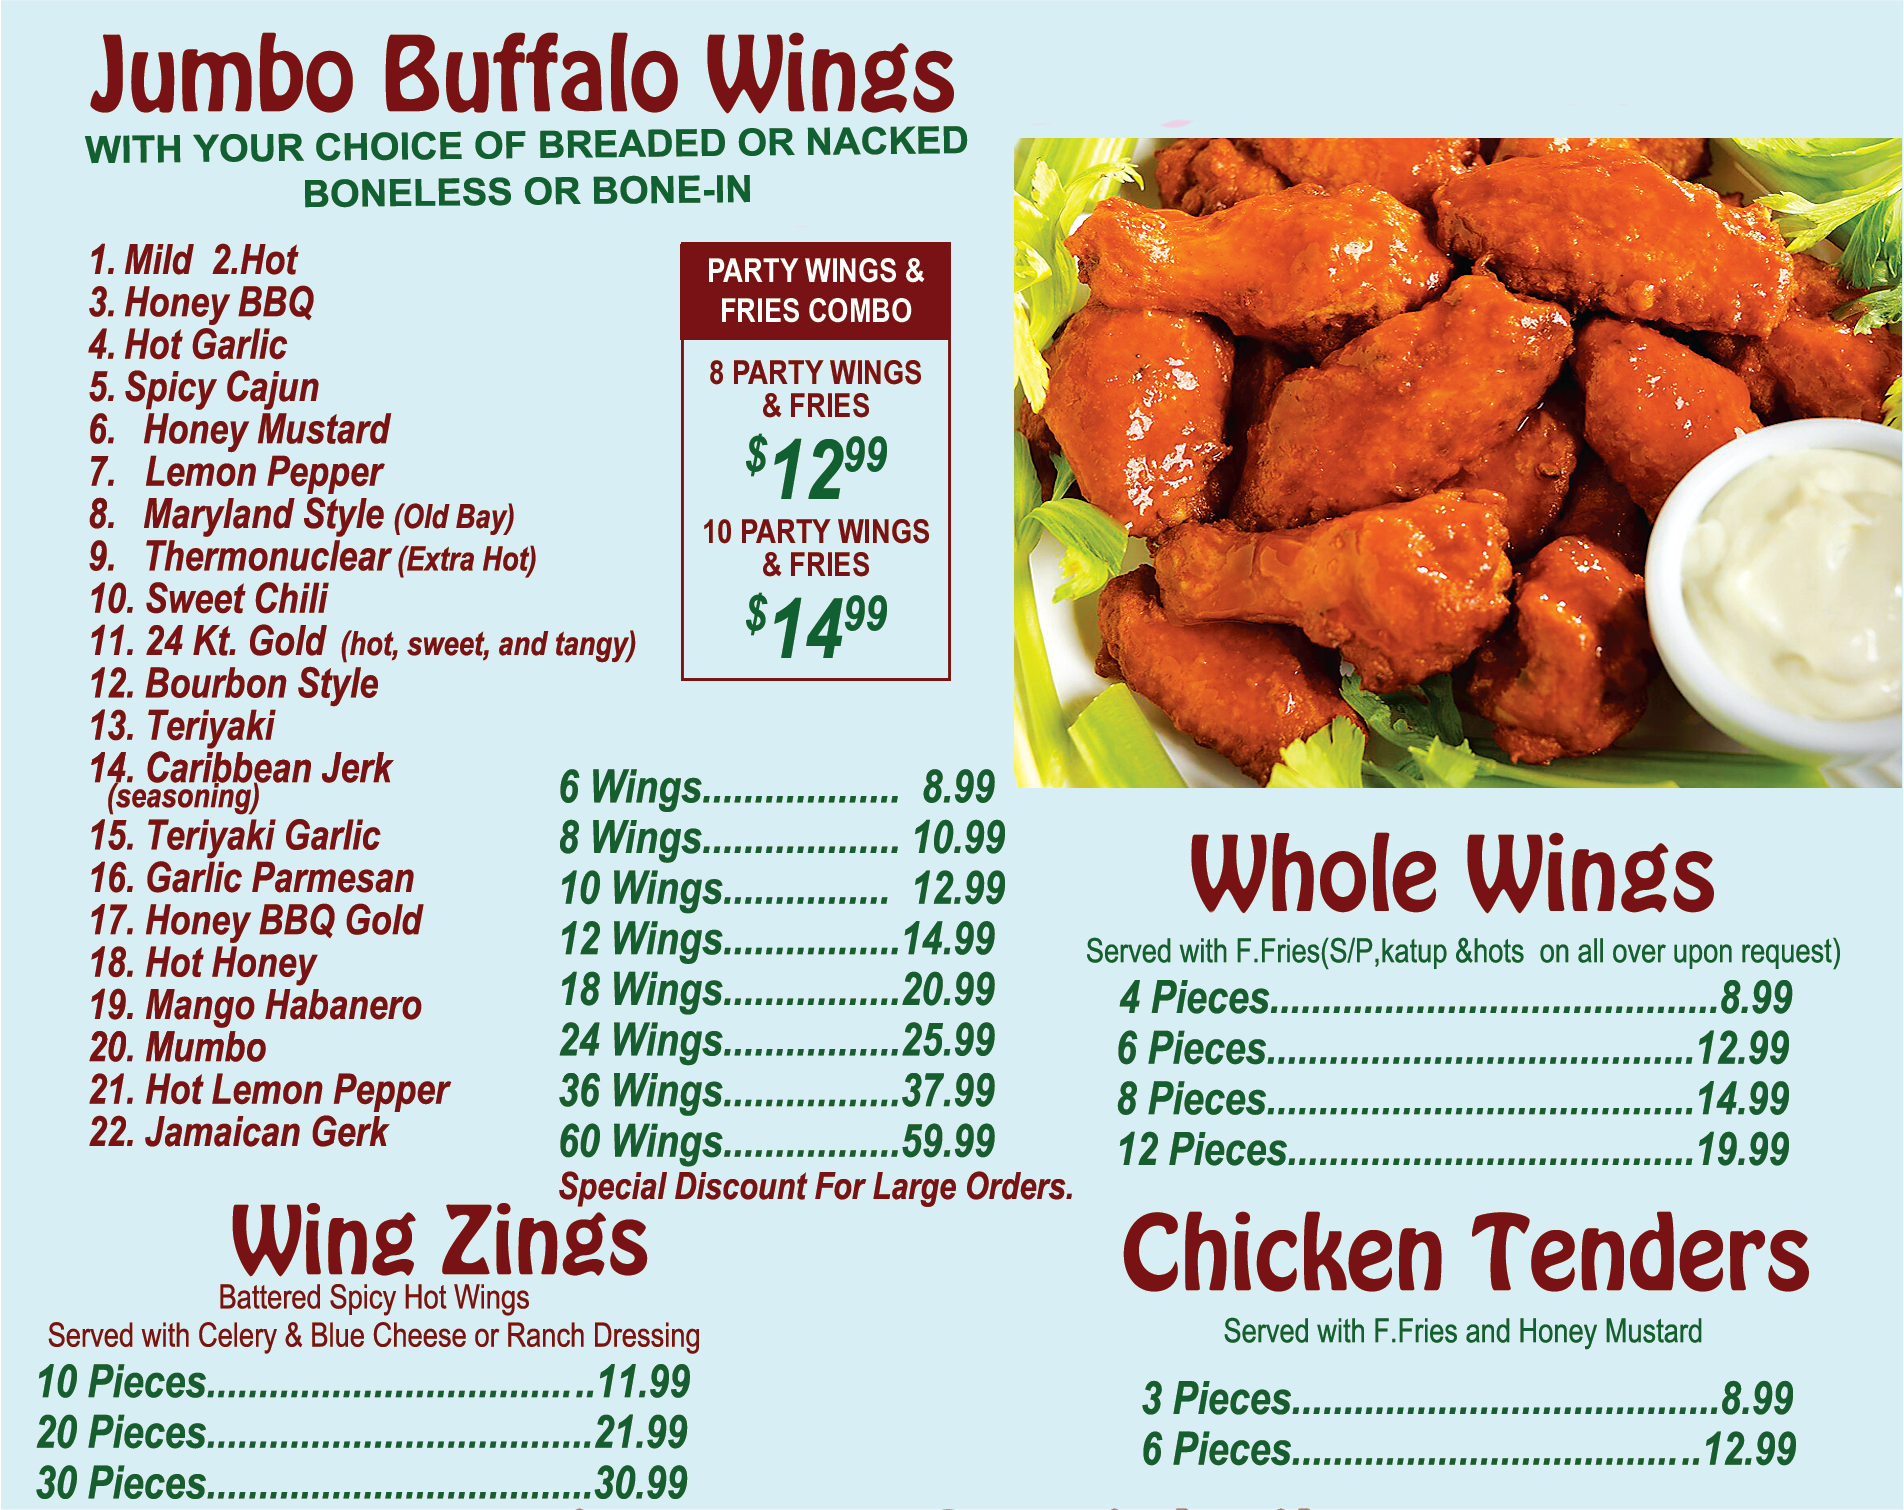 Jumbo Buffalo Wings
WITH YOUR CHOICE OF BREADED OR NACKED
BONELESS OR BONE-IN
1. Mild 2.Hot
3. Honey BBQ
4. Hot Garlic
5. Spicy Cajun
6. Honey Mustard
7. Lemon Pepper
8. Maryland Style (Old Bay)
9. Thermonuclear (Extra Hot)
10. Sweet Chili
11. 24 Kt. Gold (hot, sweet, and tangy)
12. Bourbon Style
13. Teriyaki
14. Caribbean Jerk
(seasoning)
15. Teriyaki Garlic
16. Garlic Parmesan
17. Honey BBQ Gold
18. Hot Honey
19. Mango Habanero
20. Mumbo
21. Hot Lemon Pepper
22. Jamaican Gerk
PARTY WINGS &
FRIES COMBO
8 PARTY WINGS
& FRIES
$12 99
10 PARTY WINGS
& FRIES
$14 99
6 Wings................... 8.99
8 Wings................... 10.99
10 Wings................ 12.99
12 Wings.................14.99
18 Wings.................20.99
24 Wings.................25.99
36 Wings.................37.99
60 Wings.................59.99
Special Discount For Large Orders.
Wing Zings
Battered Spicy Hot Wings
Served with Celery & Blue Cheese or Ranch Dressing
10 Pieces.....................................11.99
20 Pieces.....................................21.99
30 Pieces.....................................30.99
Whole Wings
Served with F.Fries(S/P,katup &hots on all over upon request)
4 Pieces...........................................8.99
6 Pieces.........................................12.99
8 Pieces.........................................14.99
12 Pieces.......................................19.99
Chicken Tenders
Served with F.Fries and Honey Mustard
3 Pieces.........................................8.99
6 Pieces.......................................12.99